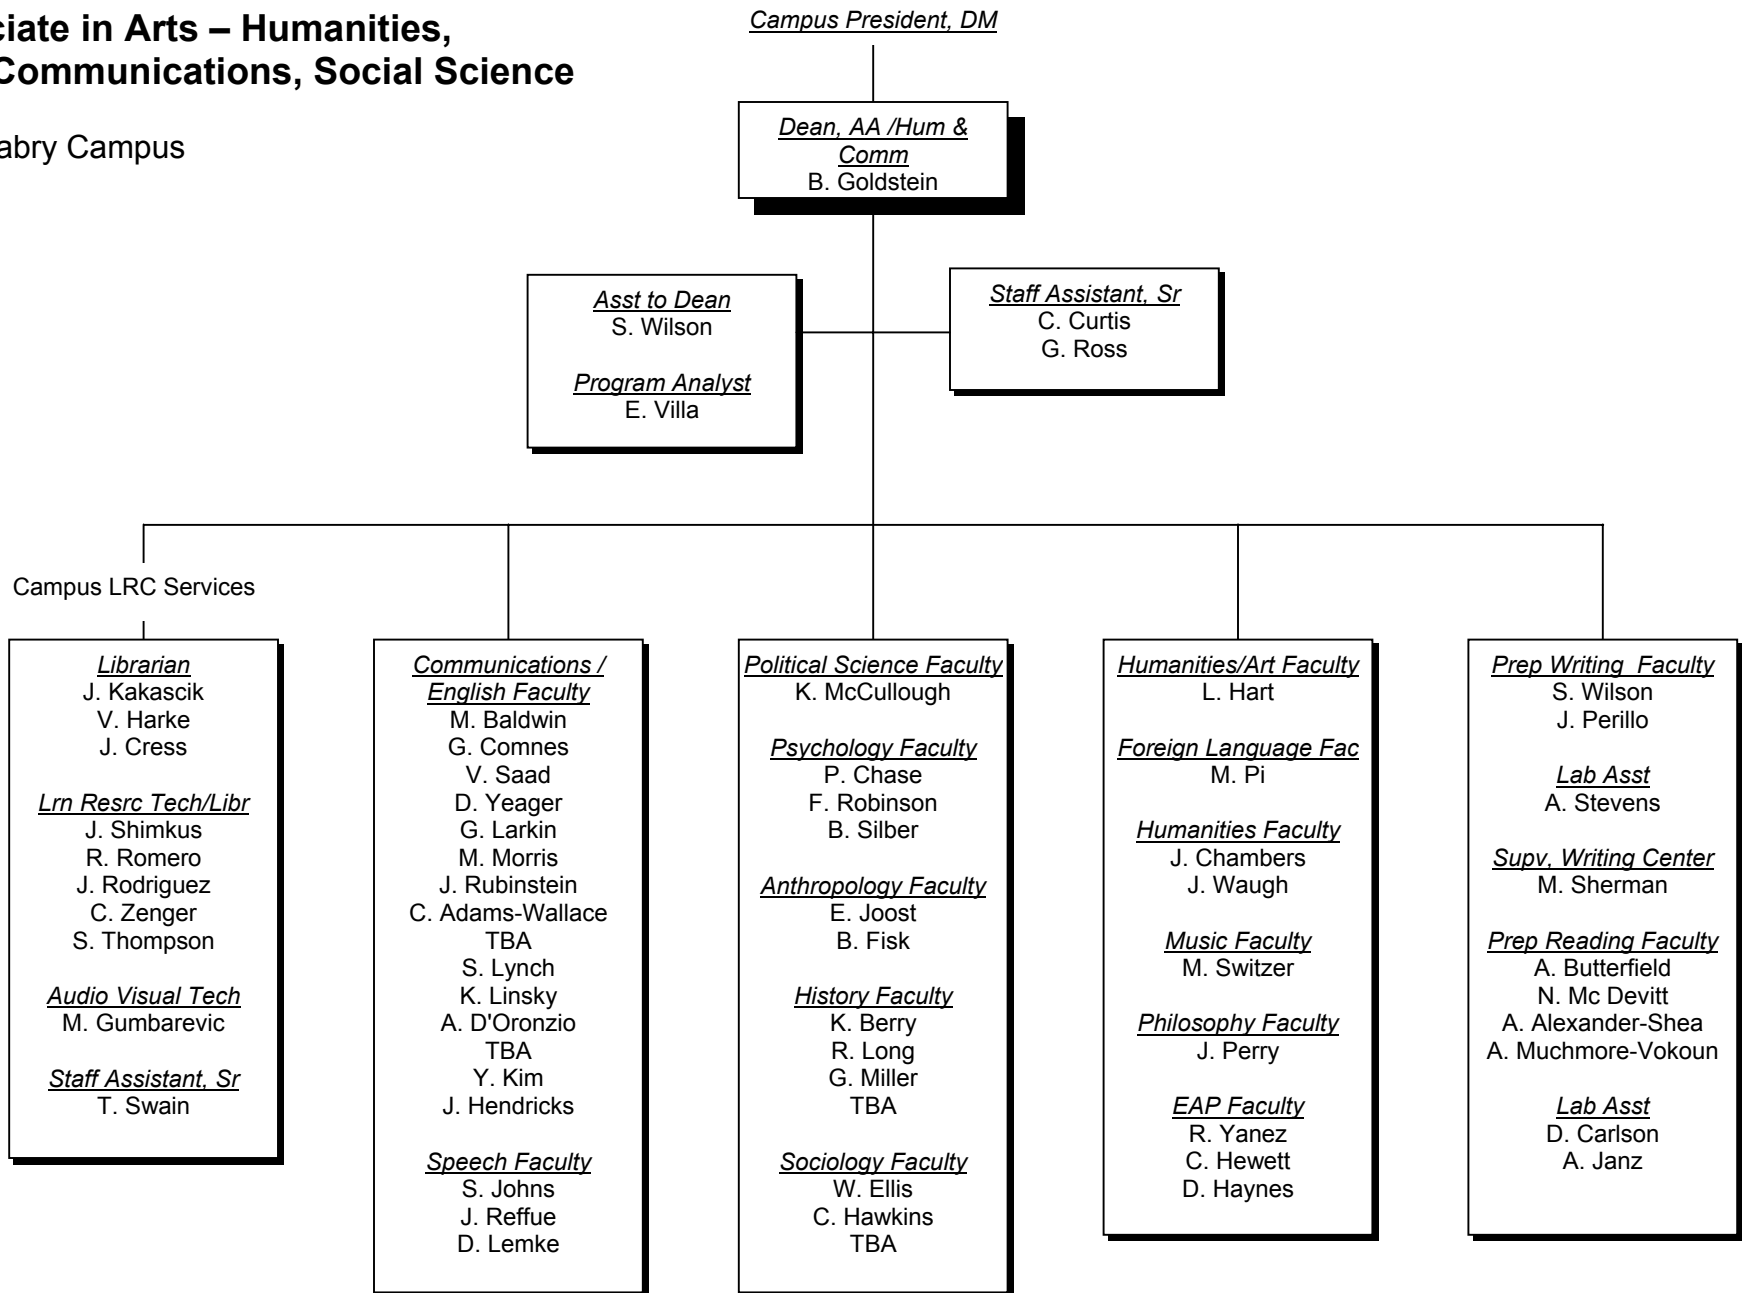 ciate in Arts – Humanities,
Communications, Social Science
abry Campus
Campus President, DM
Dean, AA /Hum &
Comm
B. Goldstein
Asst to Dean
S. Wilson
Program Analyst
E. Villa
Staff Assistant, Sr
C. Curtis
G. Ross
Campus LRC Services
Librarian
J. Kakascik
V. Harke
J. Cress
Lrn Resrc Tech/Libr
J. Shimkus
R. Romero
J. Rodriguez
C. Zenger
S. Thompson
Audio Visual Tech
M. Gumbarevic
Staff Assistant, Sr
T. Swain
Communications /
English Faculty
M. Baldwin
G. Comnes
V. Saad
D. Yeager
G. Larkin
M. Morris
J. Rubinstein
C. Adams-Wallace
TBA
S. Lynch
K. Linsky
A. D'Oronzio
TBA
Y. Kim
J. Hendricks
Speech Faculty
S. Johns
J. Reffue
D. Lemke
Political Science Faculty
K. McCullough
Psychology Faculty
P. Chase
F. Robinson
B. Silber
Anthropology Faculty
E. Joost
B. Fisk
History Faculty
K. Berry
R. Long
G. Miller
TBA
Sociology Faculty
W. Ellis
C. Hawkins
TBA
Humanities/Art Faculty
L. Hart
Foreign Language Fac
M. Pi
Humanities Faculty
J. Chambers
J. Waugh
Music Faculty
M. Switzer
Philosophy Faculty
J. Perry
EAP Faculty
R. Yanez
C. Hewett
D. Haynes
Prep Writing  Faculty
S. Wilson
J. Perillo
Lab Asst
A. Stevens
Supv, Writing Center
M. Sherman
Prep Reading Faculty
A. Butterfield
N. Mc Devitt
A. Alexander-Shea
A. Muchmore-Vokoun
Lab Asst
D. Carlson
A. Janz